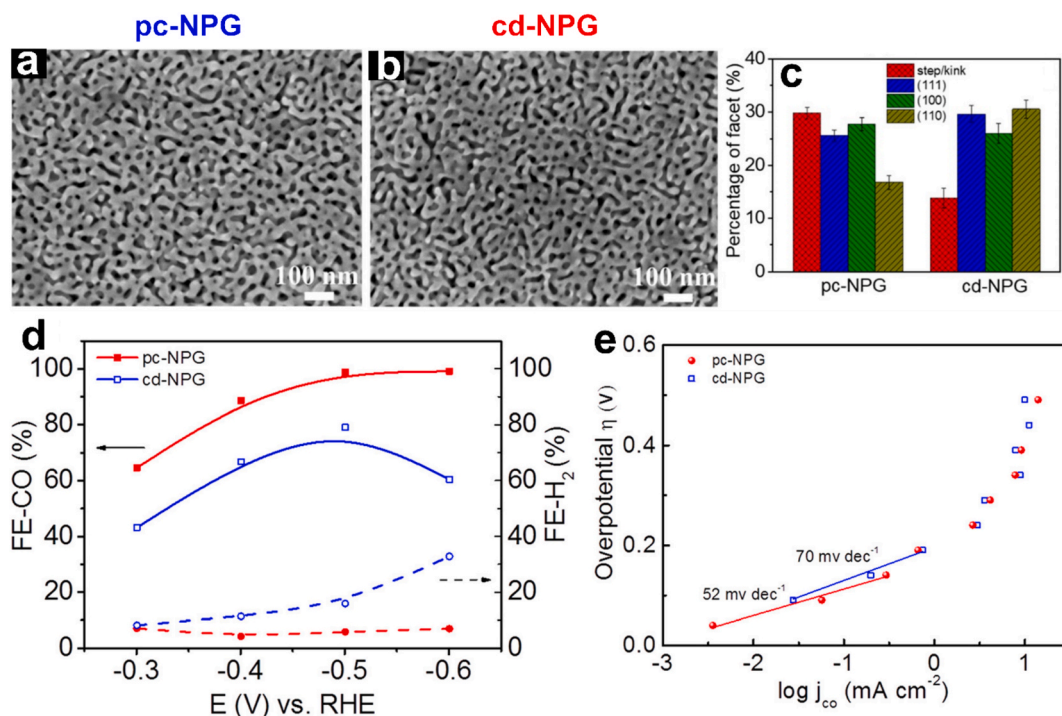 pc-NPG
cd-NPG
a
100 nm
b
100 nm
c
Percentage of facet (%)
40
30
20
10
0
step/kink
(111)
(100)
(110)
pc-NPG
cd-NPG
d
FE-CO (%)
100
80
60
40
20
0
pc-NPG
cd-NPG
100
80
60
40
20
0
FE-H₂ (%)
-0.3
-0.4
-0.5
-0.6
E (V) vs. RHE
e
Overpotential η (V)
0.6
0.4
0.2
0.0
pc-NPG
cd-NPG
70 mv dec⁻¹
52 mv dec⁻¹
-3
-2
-1
0
1
log j_co (mA cm⁻²)